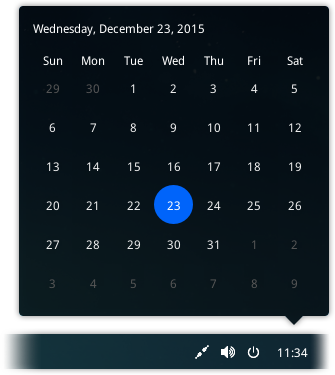 Wednesday, December 23, 2015
Sun Mon Tue Wed Thu Fri Sat
29 30 1 2 3 4 5
6 7 8 9 10 11 12
13 14 15 16 17 18 19
20 21 22 23 24 25 26
27 28 29 30 31 1 2
3 4 5 6 7 8 9
11:34